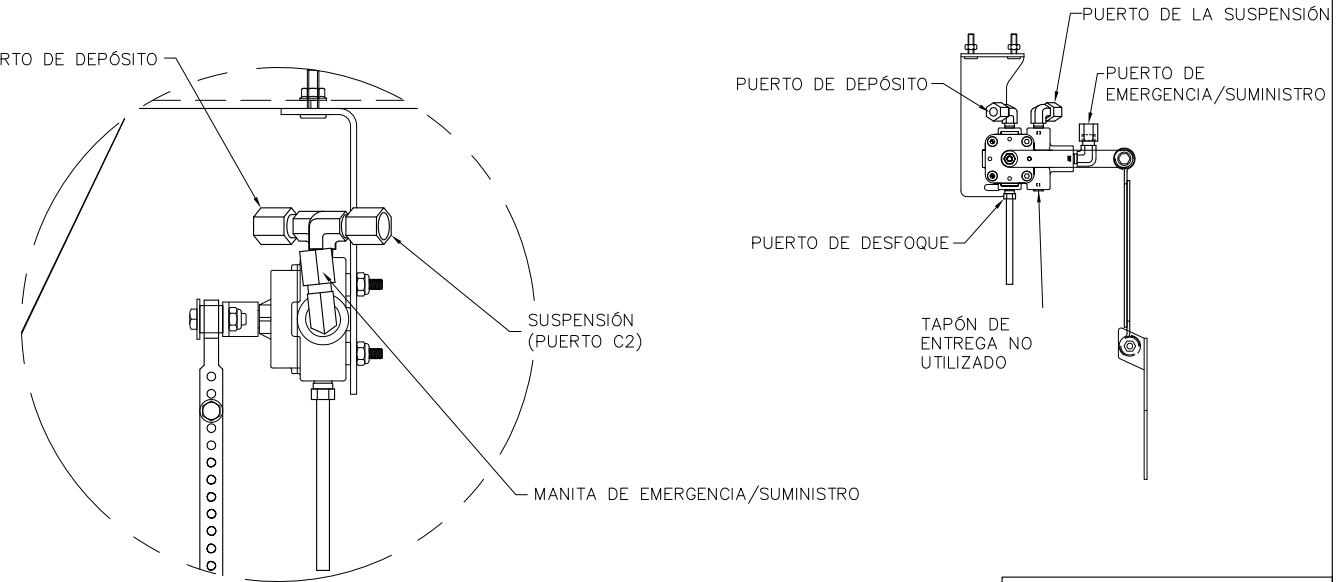 RTO DE DEPÓSITO
SUSPENSIÓN
(PUERTO C2)
MANITA DE EMERGENCIA/SUMINISTRO
PUERTO DE LA SUSPENSIÓN
PUERTO DE DEPÓSITO
PUERTO DE
EMERGENCIA/SUMINISTRO
PUERTO DE DESFOQUE
TAPÓN DE
ENTREGA NO
UTILIZADO